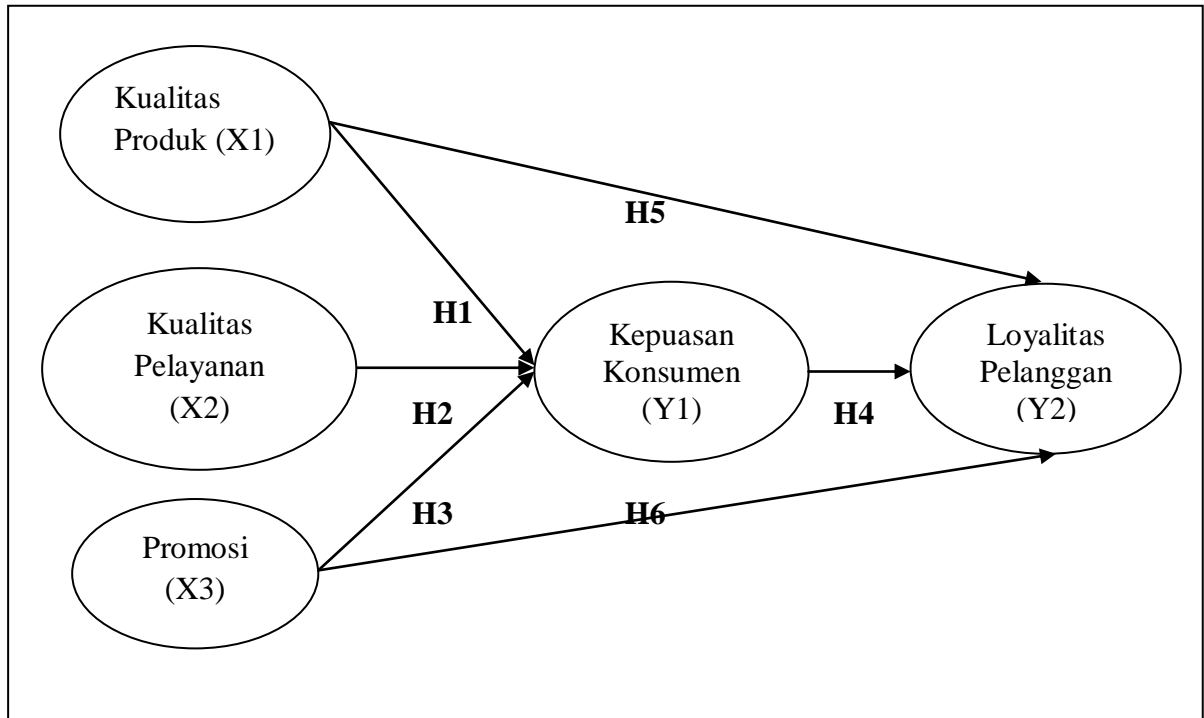 Kualitas
Produk (X1)
H5
H1
Kualitas
Pelayanan
(X2)
H2
Kepuasan
Konsumen
(Y1)
H4
Loyalitas
Pelanggan
(Y2)
H3
H6
Promosi
(X3)